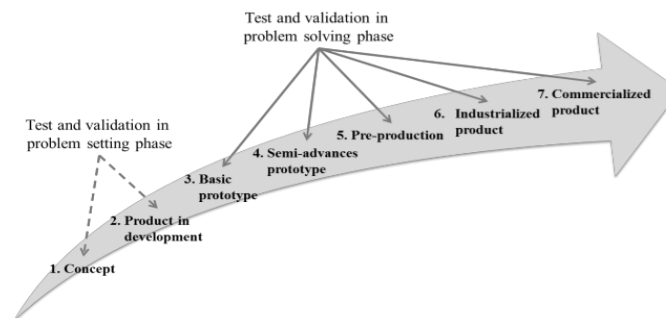 Test and validation in
problem solving phase
Test and validation in
problem setting phase
1. Concept
2. Product in
development
3. Basic
prototype
4. Semi-advances
prototype
5. Pre-production
6. Industrialized
product
7. Commercialized
product